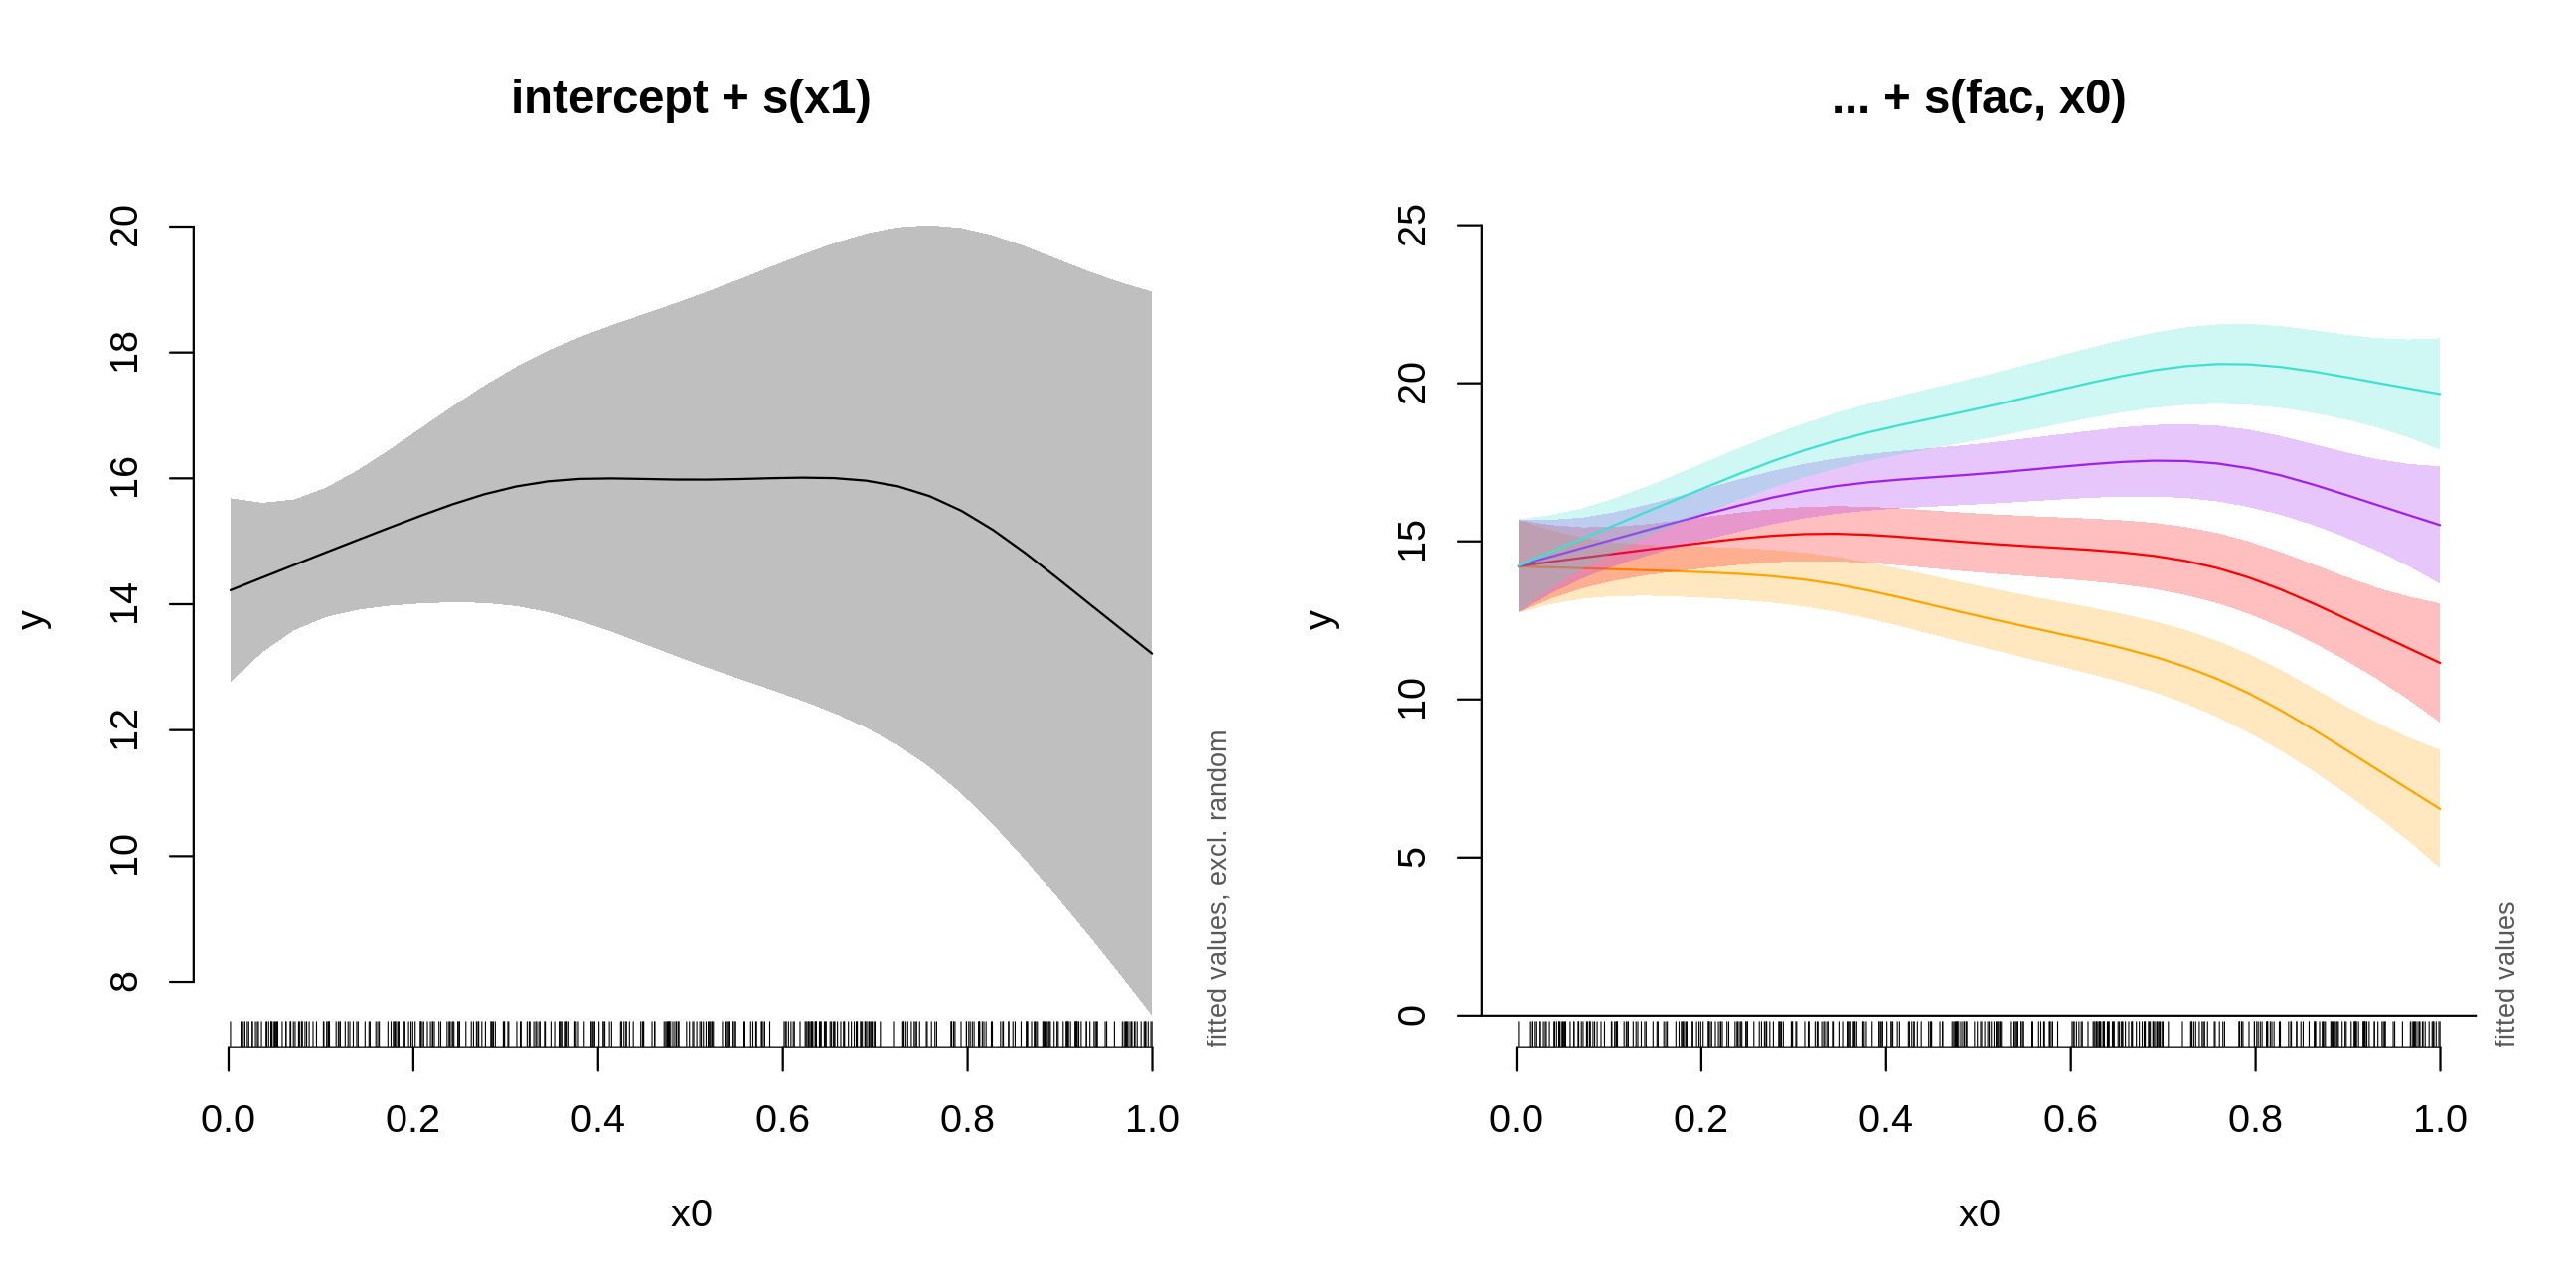 intercept + s(x1)
20
18
16
14
12
10
8
y
0.0 0.2 0.4 0.6 0.8 1.0
x0
fitted values, excl. random
... + s(fac, x0)
25
20
15
10
5
0
y
0.0 0.2 0.4 0.6 0.8 1.0
x0
fitted values